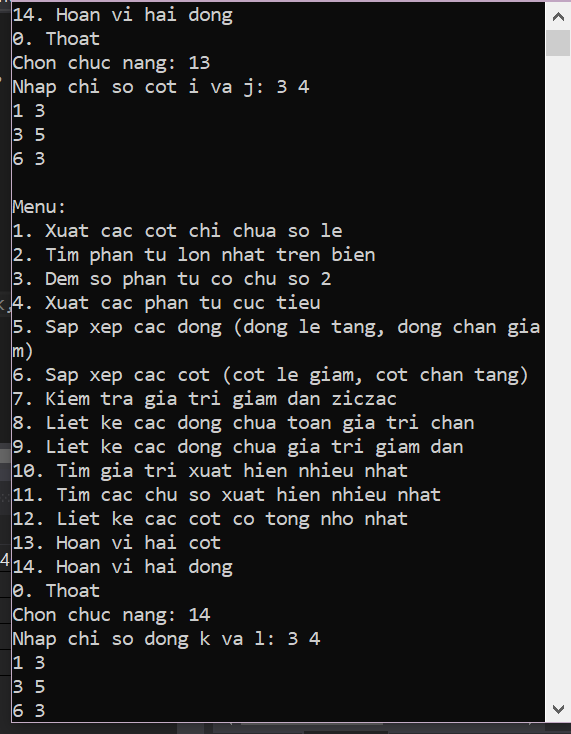 14. Hoan vi hai dong
0. Thoat
Chon chuc nang: 13
Nhap chi so cot i va j: 3 4
1 3
3 5
6 3
Menu:
1. Xuat cac cot chi chua so le
2. Tim phan tu lon nhat tren bien
3. Dem so phan tu co chu so 2
4. Xuat cac phan tu cuc tieu
5. Sap xep cac dong (dong le tang, dong chan gia
m)
6. Sap xep cac cot (cot le giam, cot chan tang)
7. Kiem tra gia tri giam dan ziczac
8. Liet ke cac dong chua toan gia tri chan
9. Liet ke cac dong chua gia tri giam dan
10. Tim gia tri xuat hien nhieu nhat
11. Tim cac chu so xuat hien nhieu nhat
12. Liet ke cac cot co tong nho nhat
13. Hoan vi hai cot
14. Hoan vi hai dong
0. Thoat
Chon chuc nang: 14
Nhap chi so dong k va l: 3 4
1 3
3 5
6 3